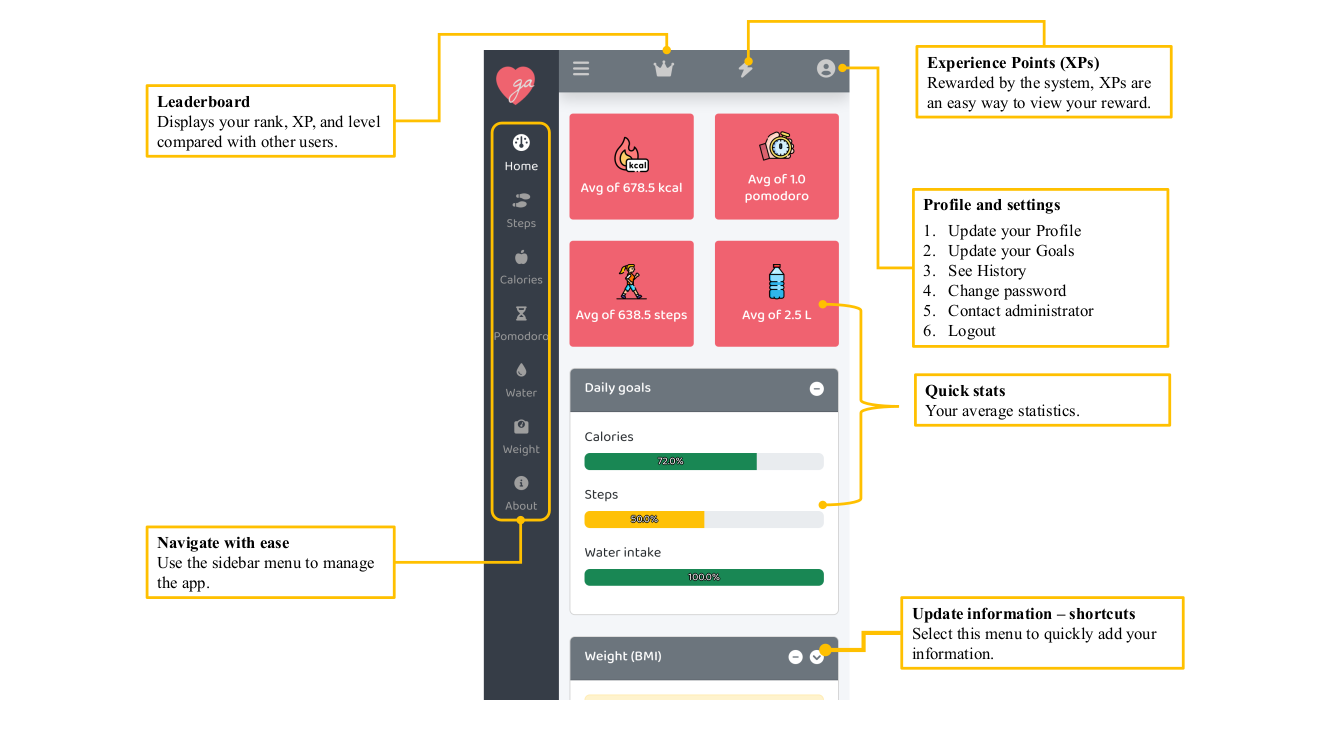 Leaderboard
Displays your rank, XP, and level
compared with other users.
Navigate with ease
Use the sidebar menu to manage
the app.
ga
Home
Steps
Calories
Pomodoro
Water
Weight
About
kcal
Avg of 678.5 kcal
Avg of 1.0
pomodoro
Avg of 638.5 steps
Avg of 2.5 L
Daily goals
Calories
72.0%
Steps
50.0%
Water intake
100.0%
Weight (BMI)
Experience Points (XPs)
Rewarded by the system, XPs are
an easy way to view your reward.
Profile and settings
1. Update your Profile
2. Update your Goals
3. See History
4. Change password
5. Contact administrator
6. Logout
Quick stats
Your average statistics.
Update information – shortcuts
Select this menu to quickly add your
information.